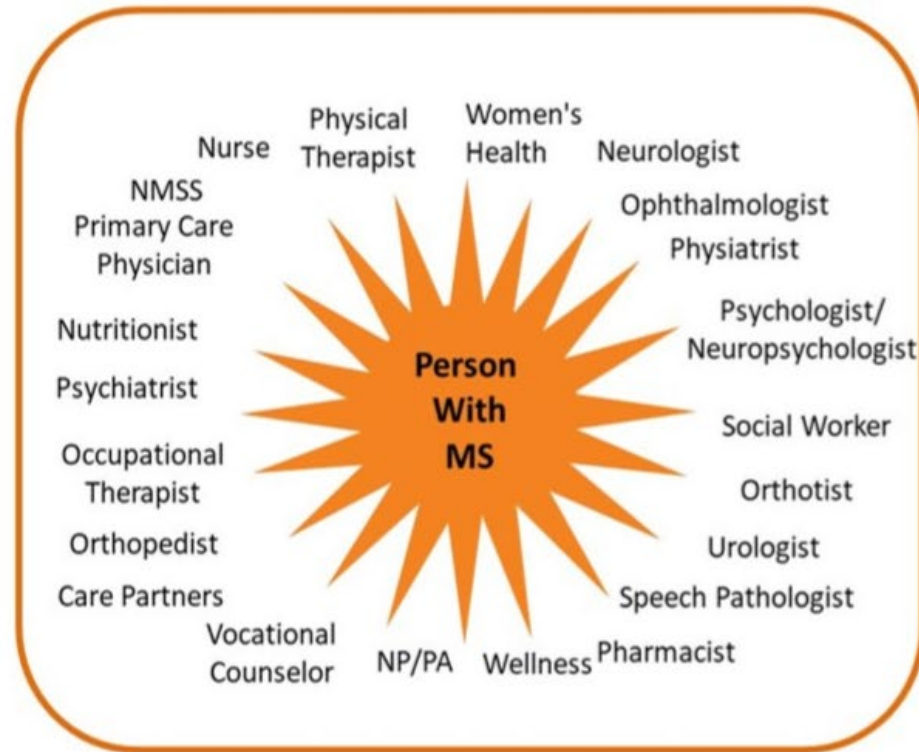 Physical
Therapist
Women's
Health
Nurse
Neurologist
NMSS
Primary Care
Physician
Ophthalmologist
Physiatrist
Nutritionist
Psychologist/
Neuropsychologist
Psychiatrist
Person
With
MS
Social Worker
Occupational
Therapist
Orthotist
Orthopedist
Urologist
Care Partners
Speech Pathologist
Vocational
Counselor
NP/PA
Wellness
Pharmacist